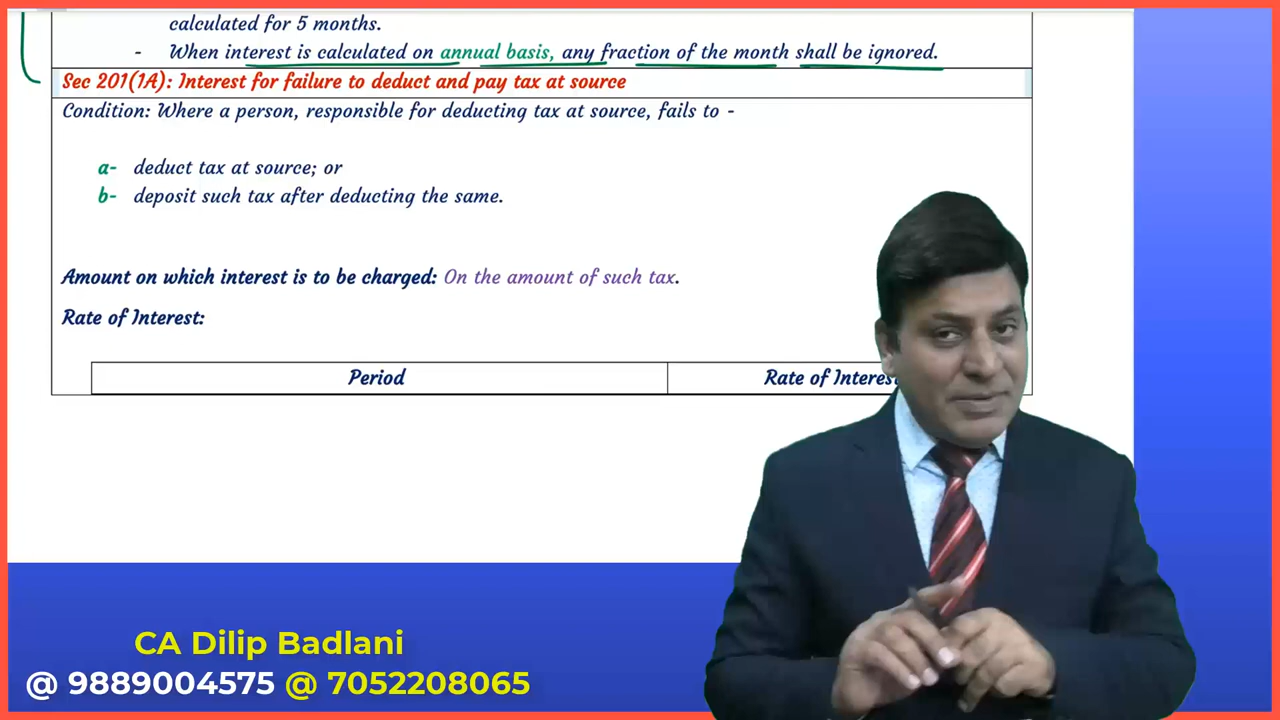 calculated for 5 months.
- When interest is calculated on annual basis, any fraction of the month shall be ignored.
Sec 201(1A): Interest for failure to deduct and pay tax at source
Condition: Where a person, responsible for deducting tax at source, fails to -
a- deduct tax at source; or
b- deposit such tax after deducting the same.
Amount on which interest is to be charged: On the amount of such tax.
Rate of Interest:
Period Rate of Interest
CA Dilip Badlani
@ 9889004575 @ 7052208065